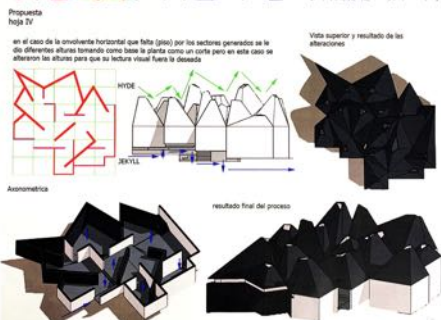 Propuesta
hoja IV
en el caso de la onvolvente horizontal que falta (piso) por los sectores generados se le
dio diferentes alturas tomando como base la planta como un corte pero en este caso se
alteraron las alturas para que su lectura visual fuera la deseada
Vista superior y resultado de las
alteraciones
HYDE
JEKYLL
Axonometrica
resultado final del proceso